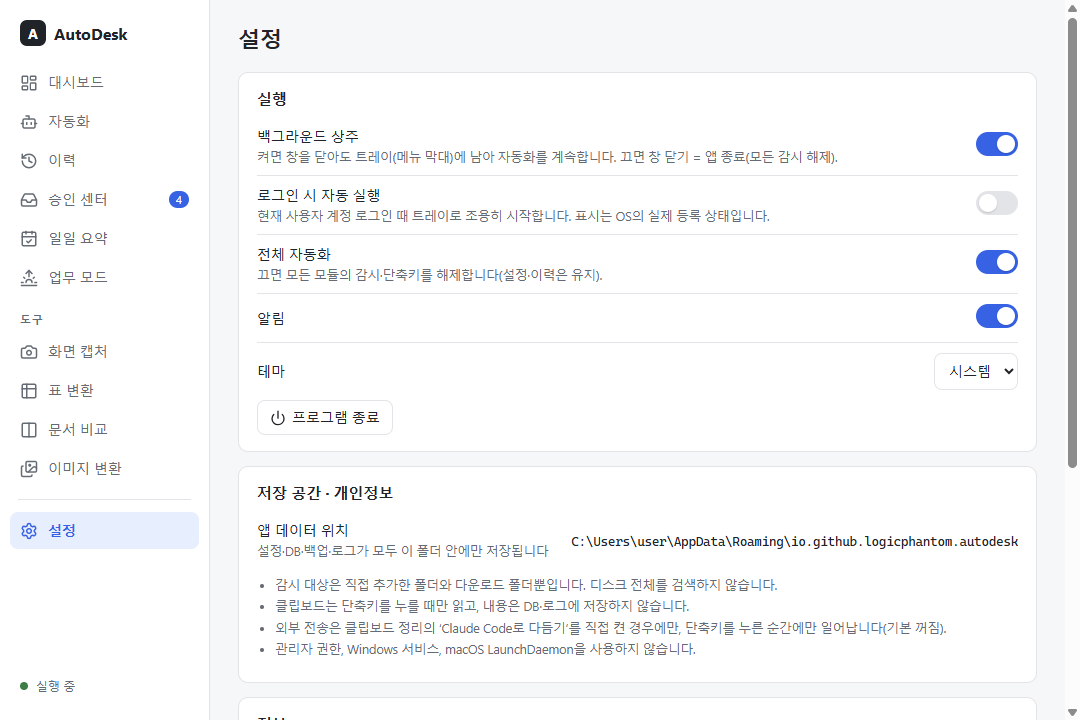 A AutoDesk
대시보드
자동화
이력
승인 센터 4
일일 요약
업무 모드
도구
화면 캡처
표 변환
문서 비교
이미지 변환
설정
실행 중
설정
실행
백그라운드 상주
켜면 창을 닫아도 트레이(메뉴 막대)에 남아 자동화를 계속합니다. 끄면 창 닫기 = 앱 종료(모든 감시 해제).
로그인 시 자동 실행
현재 사용자 계정 로그인 때 트레이로 조용히 시작합니다. 표시는 OS의 실제 등록 상태입니다.
전체 자동화
끄면 모든 모듈의 감시·단축키를 해제합니다(설정·이력은 유지).
알림
테마 시스템
프로그램 종료
저장 공간 · 개인정보
앱 데이터 위치
설정·DB·백업·로그가 모두 이 폴더 안에만 저장됩니다
C:\Users\user\AppData\Roaming\io.github.logicphantom.autodesk
• 감시 대상은 직접 추가한 폴더와 다운로드 폴더뿐입니다. 디스크 전체를 검색하지 않습니다.
• 클립보드는 단축키를 누를 때만 읽고, 내용은 DB·로그에 저장하지 않습니다.
• 외부 전송은 클립보드 정리의 ‘Claude Code로 다듬기’를 직접 켠 경우에만, 단축키를 누른 순간에만 일어납니다(기본 꺼짐).
• 관리자 권한, Windows 서비스, macOS LaunchDaemon을 사용하지 않습니다.